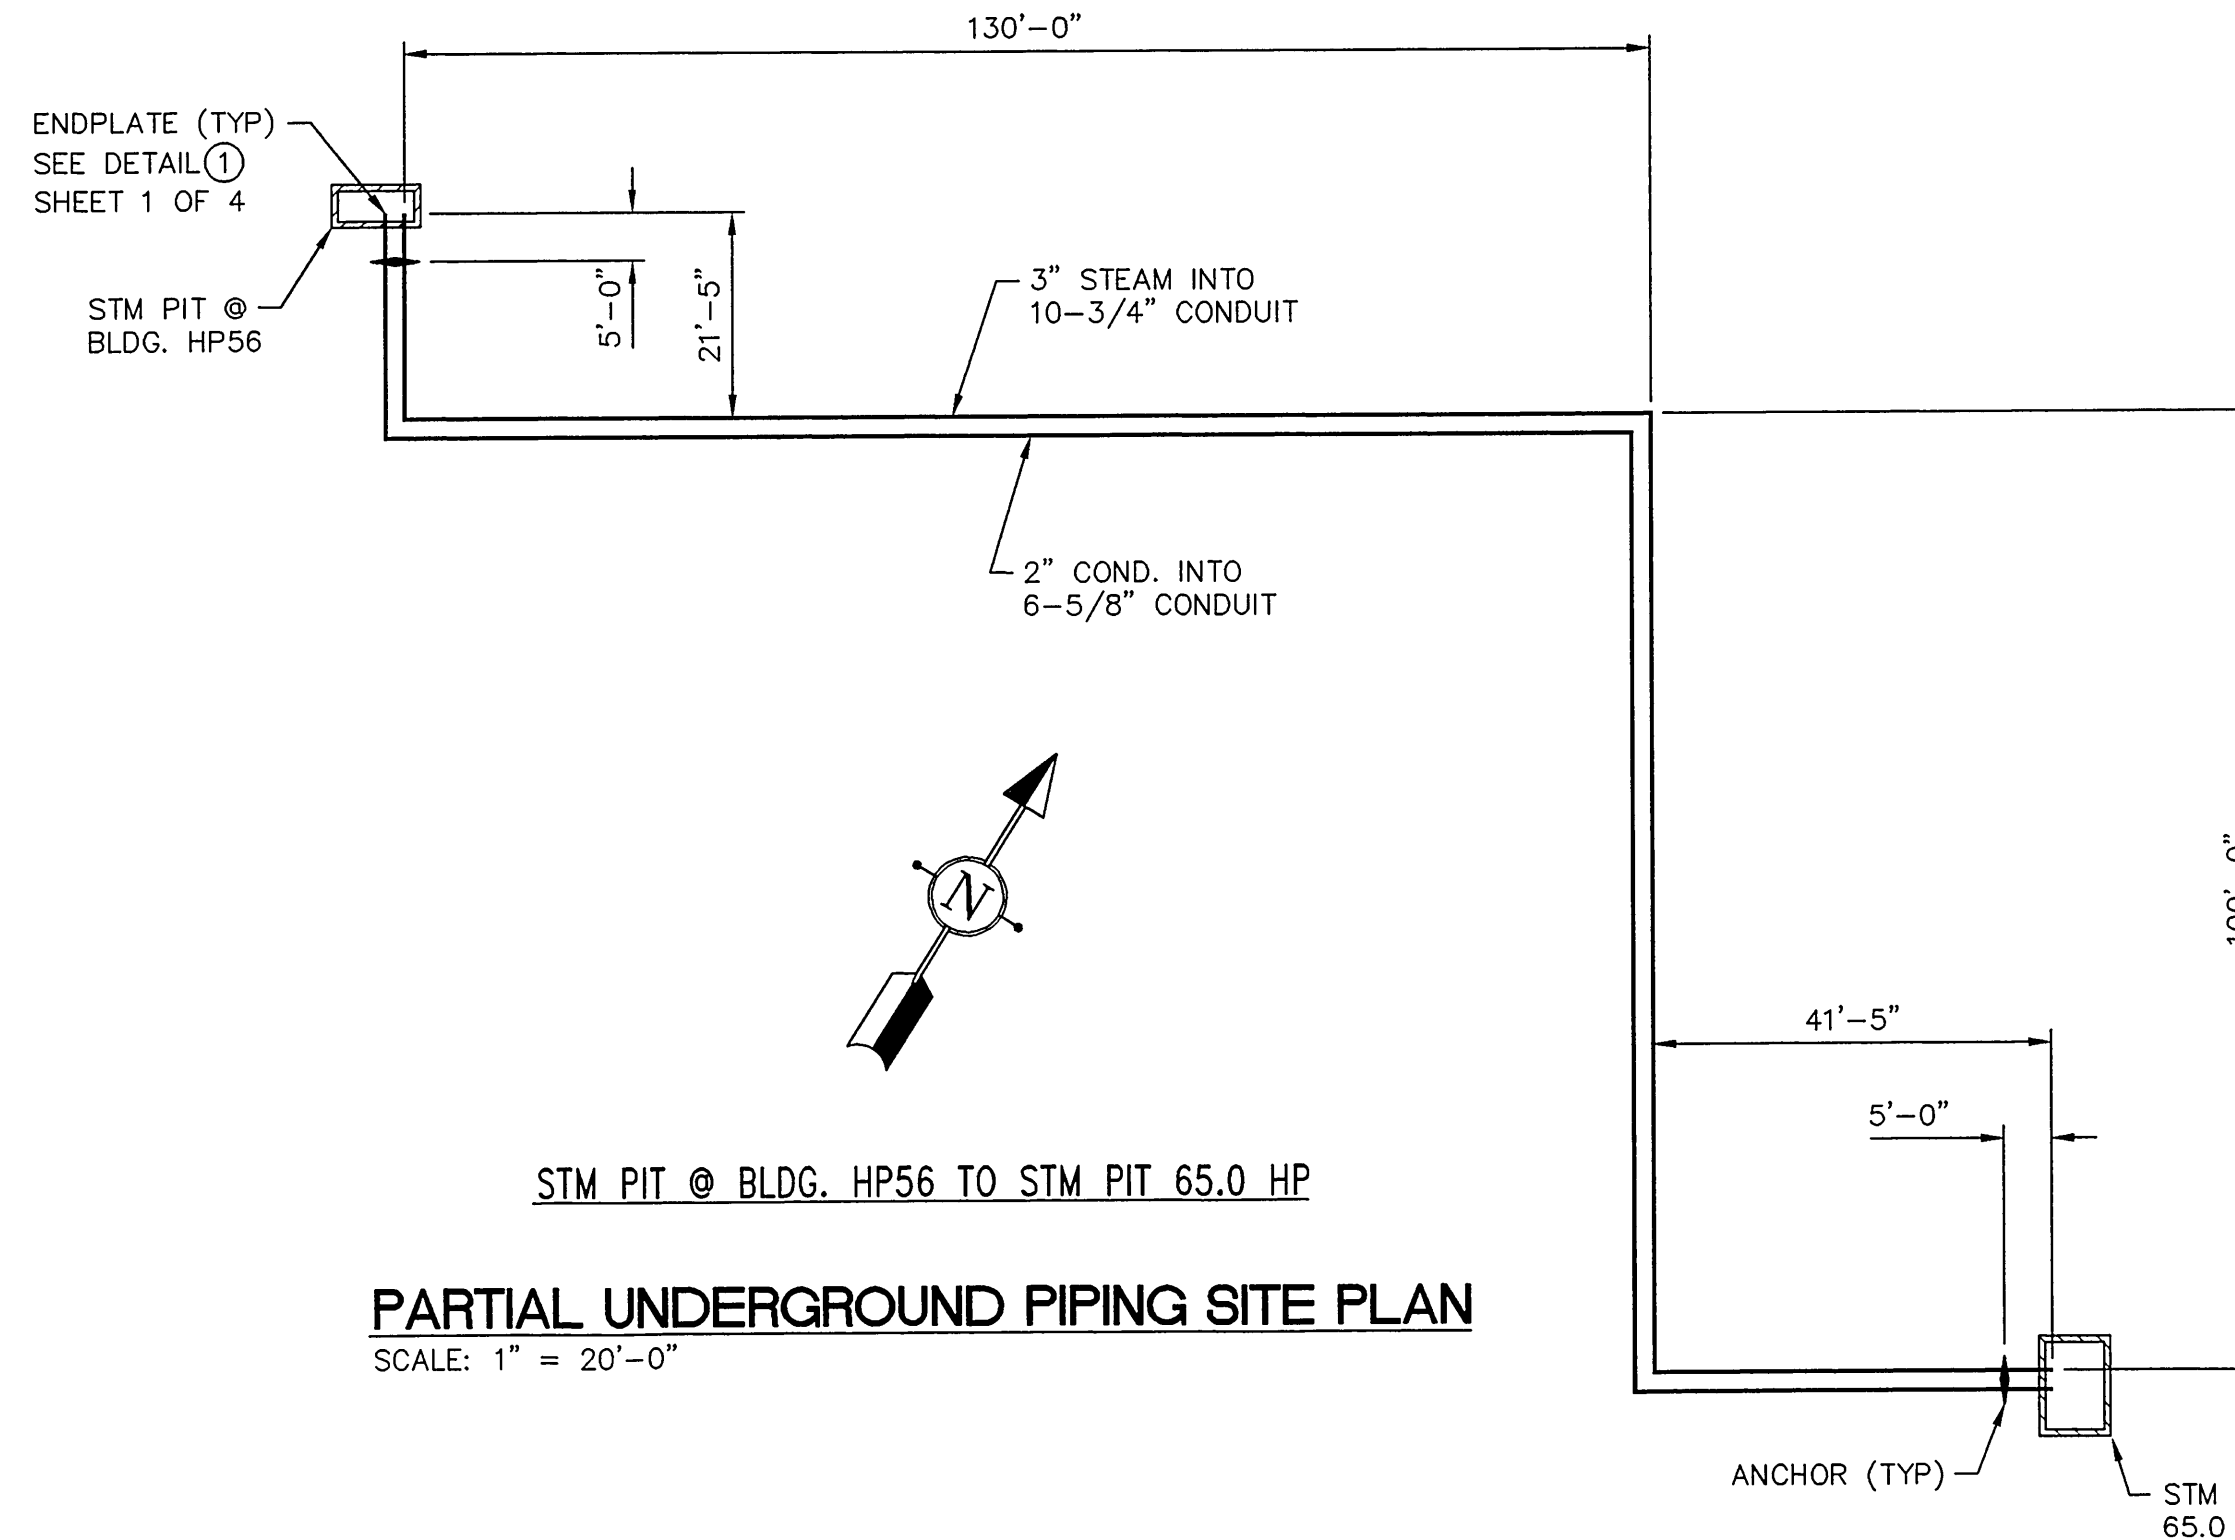 130'-0"
ENDPLATE (TYP)
SEE DETAIL 1
SHEET 1 OF 4
STM PIT @
BLDG. HP56
5'-0"
21'-5"
3" STEAM INTO
10-3/4" CONDUIT
2" COND. INTO
6-5/8" CONDUIT
N
41'-5"
5'-0"
STM PIT @ BLDG. HP56 TO STM PIT 65.0 HP
PARTIAL UNDERGROUND PIPING SITE PLAN
SCALE: 1" = 20'-0"
ANCHOR (TYP)
STM
65.0